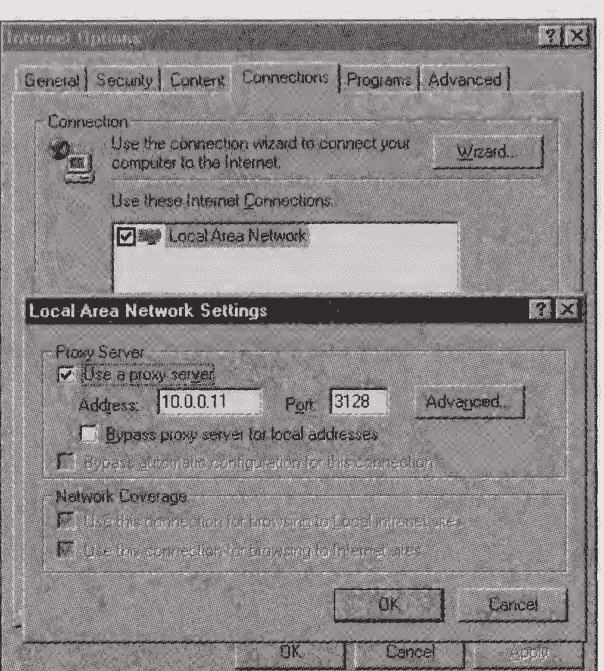 Internet Options
General Security Content Connections Programs Advanced
Connection
Use the connection wizard to connect your
computer to the Internet.
Wizard...
Use these Internet Connections.
Local Area Network
Local Area Network Settings
Proxy Server
Use a proxy server
Address: 10.0.0.11 Port: 3128 Advanced...
Bypass proxy server for local addresses
Bypass automatic configuration for this connection
Network Coverage
Use this connection for browsing to Local internet sites
Use this connection for browsing to Internet sites
OK Cancel
OK Cancel Apply